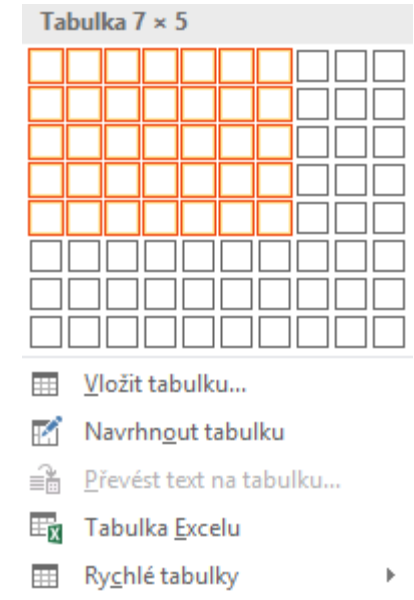 Tabulka 7 × 5
Vložit tabulku...
Navrhnout tabulku
Převést text na tabulku...
Tabulka Excelu
Rychlé tabulky